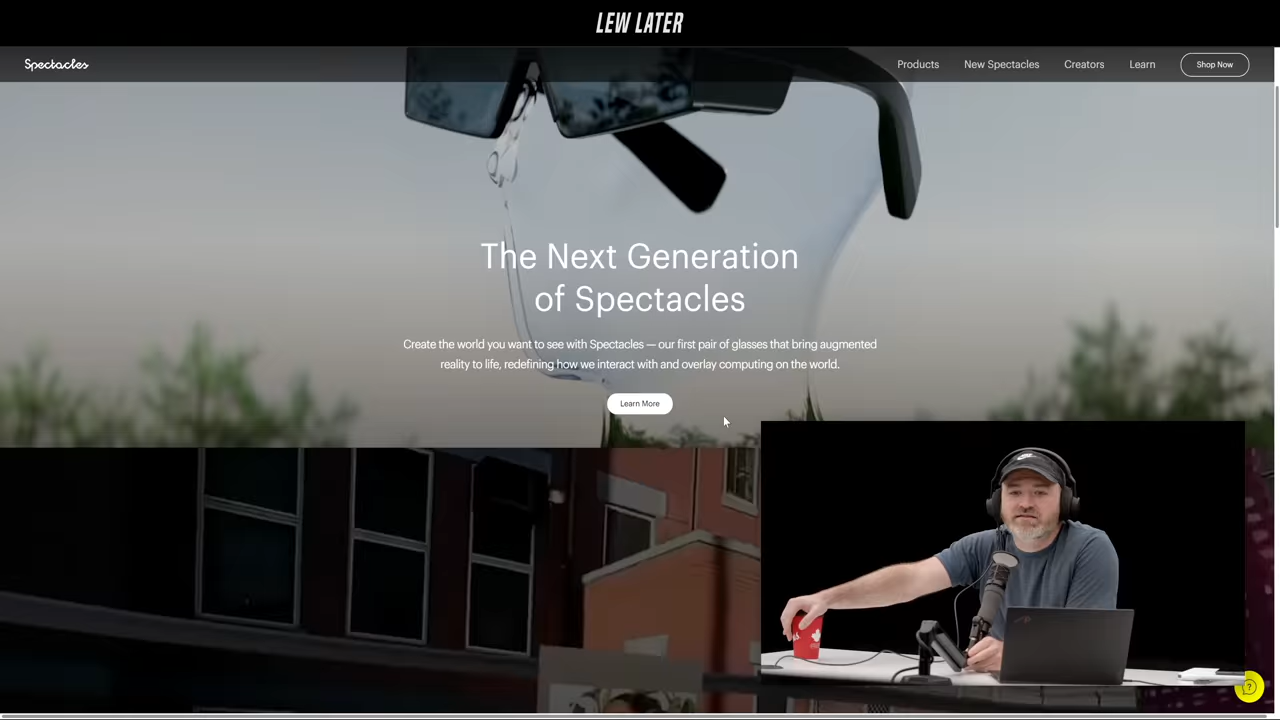 LEW LATER
Spectacles
Products
New Spectacles
Creators
Learn
Shop Now
The Next Generation
of Spectacles
Create the world you want to see with Spectacles — our first pair of glasses that bring augmented
reality to life, redefining how we interact with and overlay computing on the world.
Learn More
?